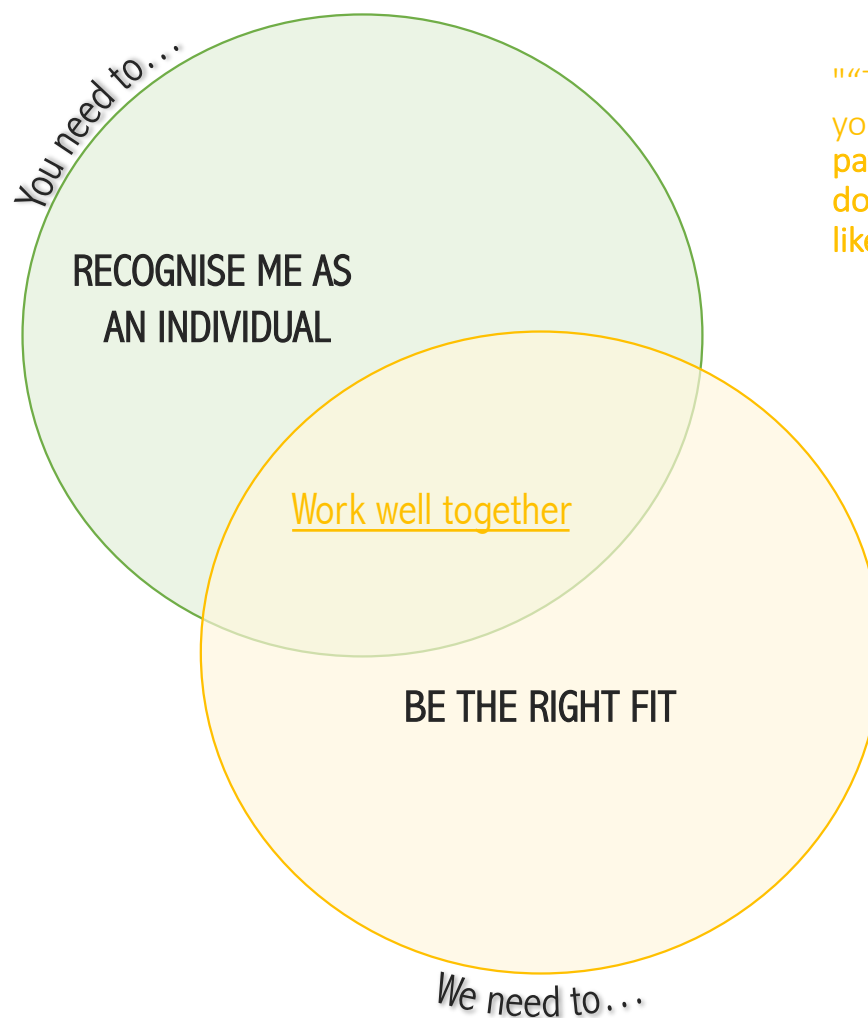 You need to…
RECOGNISE ME AS
AN INDIVIDUAL
Work well together
BE THE RIGHT FIT
We need to…